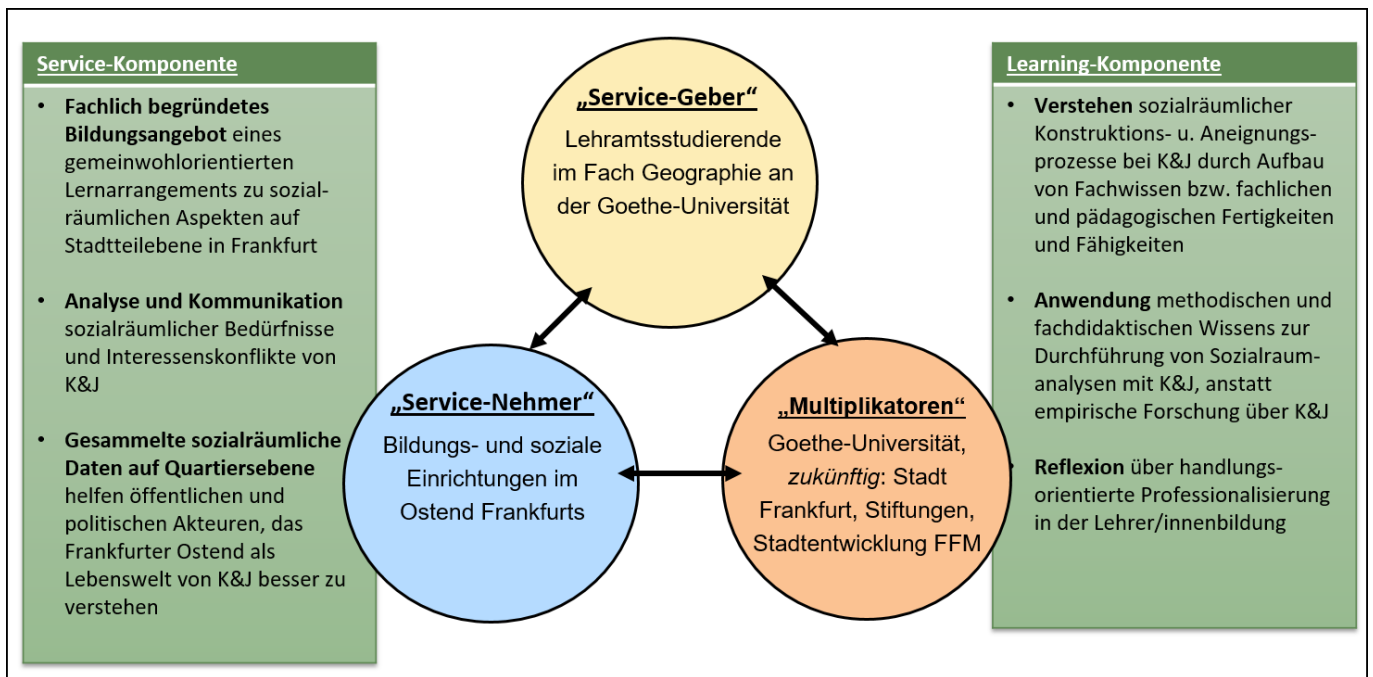 Service-Komponente
• Fachlich begründetes
Bildungsangebot eines
gemeinwohlorientierten
Lernarrangements zu sozial-
räumlichen Aspekten auf
Stadtteilebene in Frankfurt
• Analyse und Kommunikation
sozialräumlicher Bedürfnisse
und Interessenskonflikte von
K&J
• Gesammelte sozialräumliche
Daten auf Quartiersebene
helfen öffentlichen und
politischen Akteuren, das
Frankfurter Ostend als
Lebenswelt von K&J besser zu
verstehen
„Service-Geber“
Lehramtsstudierende
im Fach Geographie an
der Goethe-Universität
„Service-Nehmer“
Bildungs- und soziale
Einrichtungen im
Ostend Frankfurts
„Multiplikatoren“
Goethe-Universität,
zukünftig: Stadt
Frankfurt, Stiftungen,
Stadtentwicklung FFM
Learning-Komponente
• Verstehen sozialräumlicher
Konstruktions- u. Aneignungs-
prozesse bei K&J durch Aufbau
von Fachwissen bzw. fachlichen
und pädagogischen Fertigkeiten
und Fähigkeiten
• Anwendung methodischen und
fachdidaktischen Wissens zur
Durchführung von Sozialraum-
analysen mit K&J, anstatt
empirische Forschung über K&J
• Reflexion über handlungs-
orientierte Professionalisierung
in der Lehrer/innenbildung